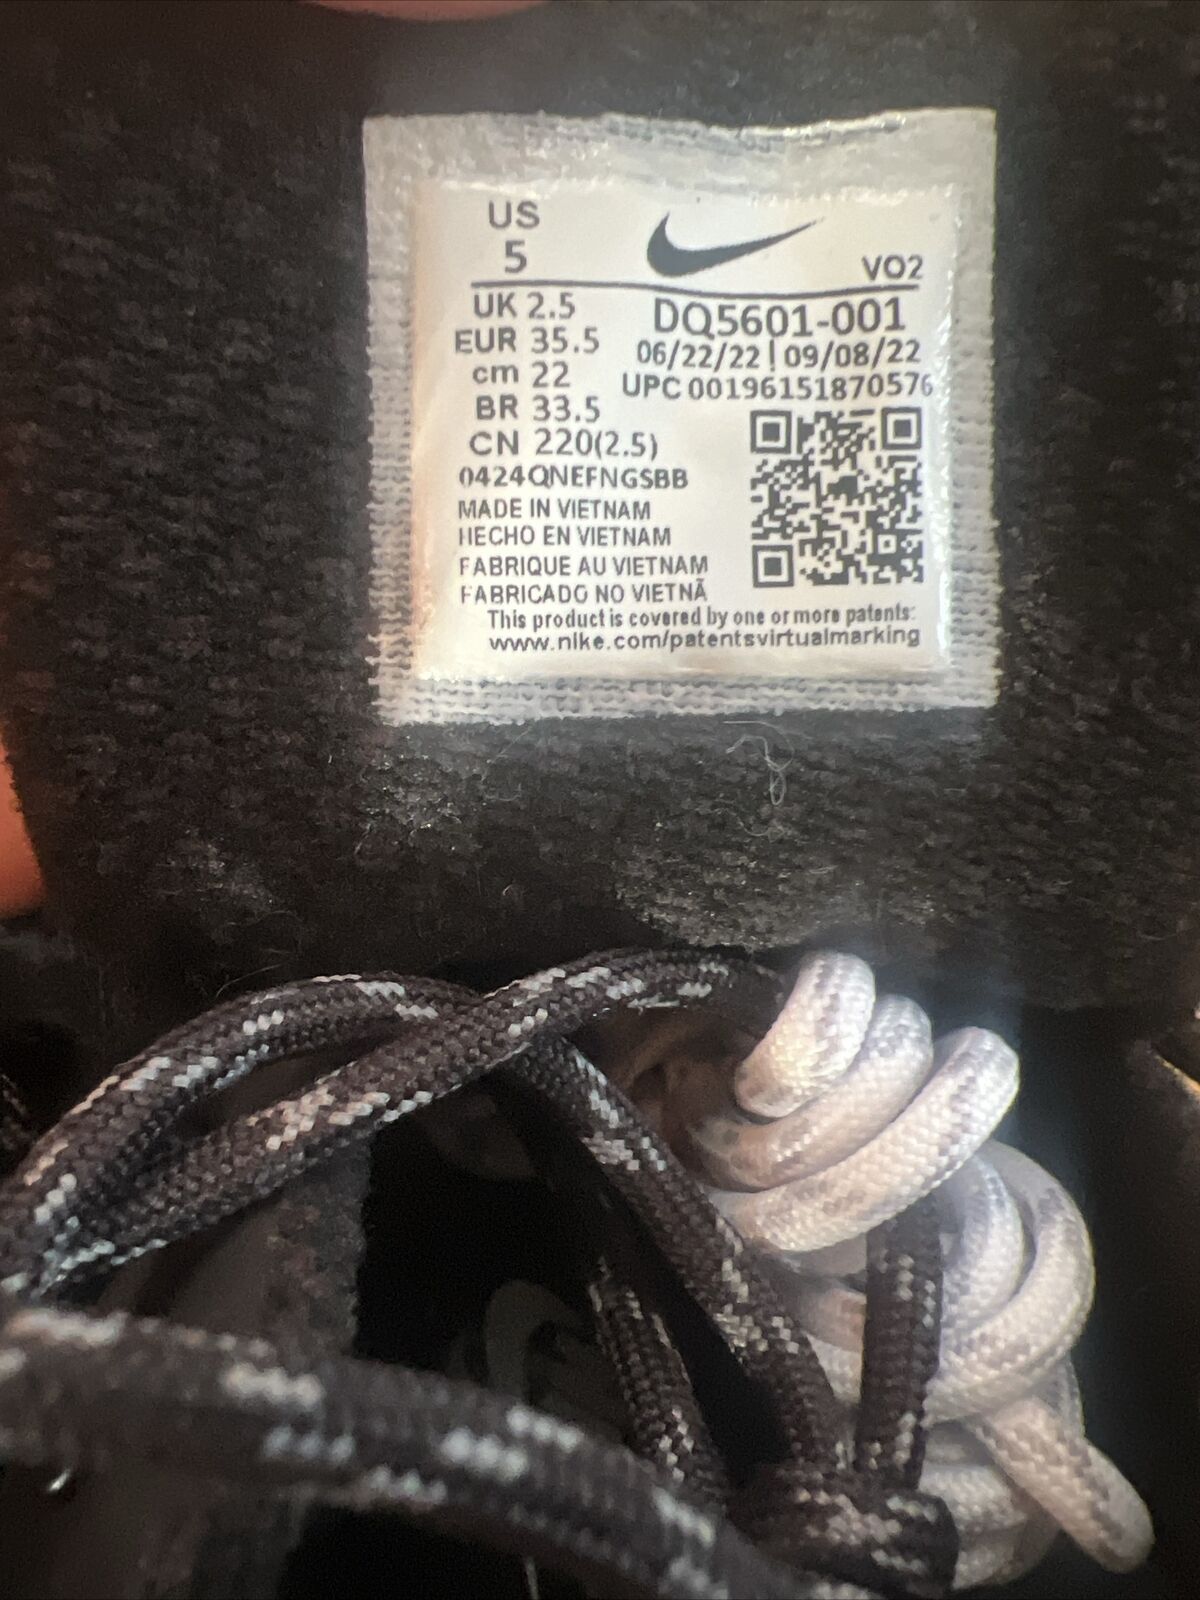 US
5
VO2
UK 2.5
DQ5601-001
EUR 35.5
06/22/22 | 09/08/22
cm 22
UPC 00196151870576
BR 33.5
CN 220(2.5)
0424QNEFNGSBB
MADE IN VIETNAM
HECHO EN VIETNAM
FABRIQUE AU VIETNAM
FABRICADO NO VIETNÃ
This product is covered by one or more patents:
www.nike.com/patentsvirtualmarking